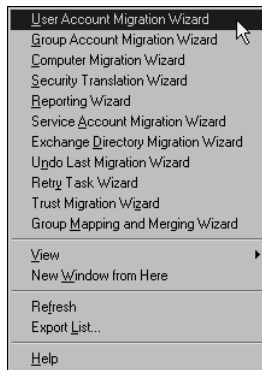 User Account Migration Wizard
Group Account Migration Wizard
Computer Migration Wizard
Security Translation Wizard
Reporting Wizard
Service Account Migration Wizard
Exchange Directory Migration Wizard
Undo Last Migration Wizard
Retry Task Wizard
Trust Migration Wizard
Group Mapping and Merging Wizard
View
New Window from Here
Refresh
Export List...
Help